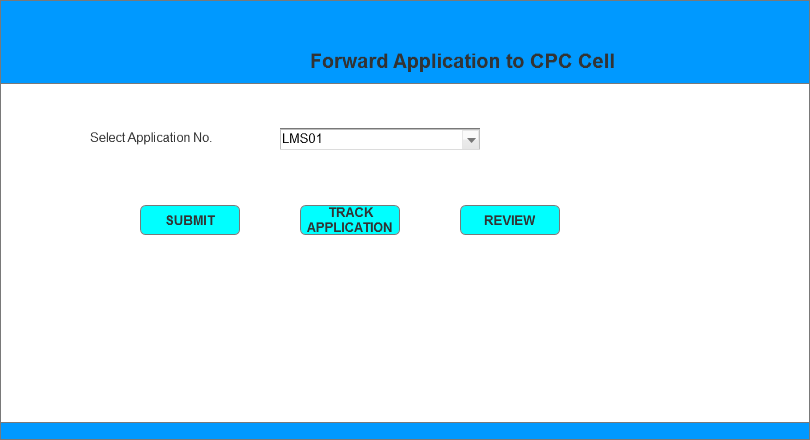 Forward Application to CPC Cell
Select Application No.
LMS01
SUBMIT
TRACK
APPLICATION
REVIEW